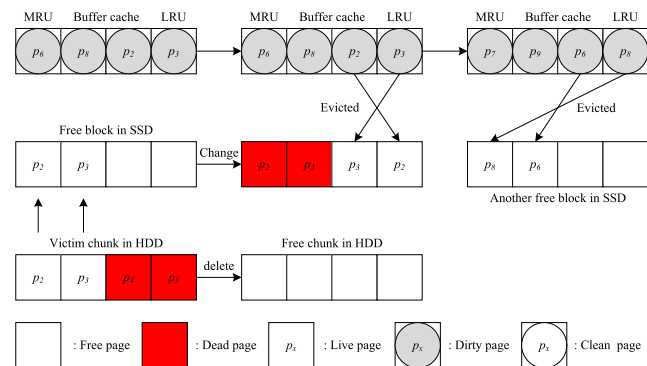 MRU Buffer cache LRU MRU Buffer cache LRU MRU Buffer cache LRU
p6 p8 p2 p3 p6 p8 p2 p3 p7 p9 p6 p8
Evicted Evicted
Free block in SSD
Change
p2 p3 p2 p3 p3 p2 p8 p6
Another free block in SSD
Victim chunk in HDD Free chunk in HDD
delete
p2 p3 p4 p5
: Free page : Dead page px : Live page px : Dirty page px : Clean page